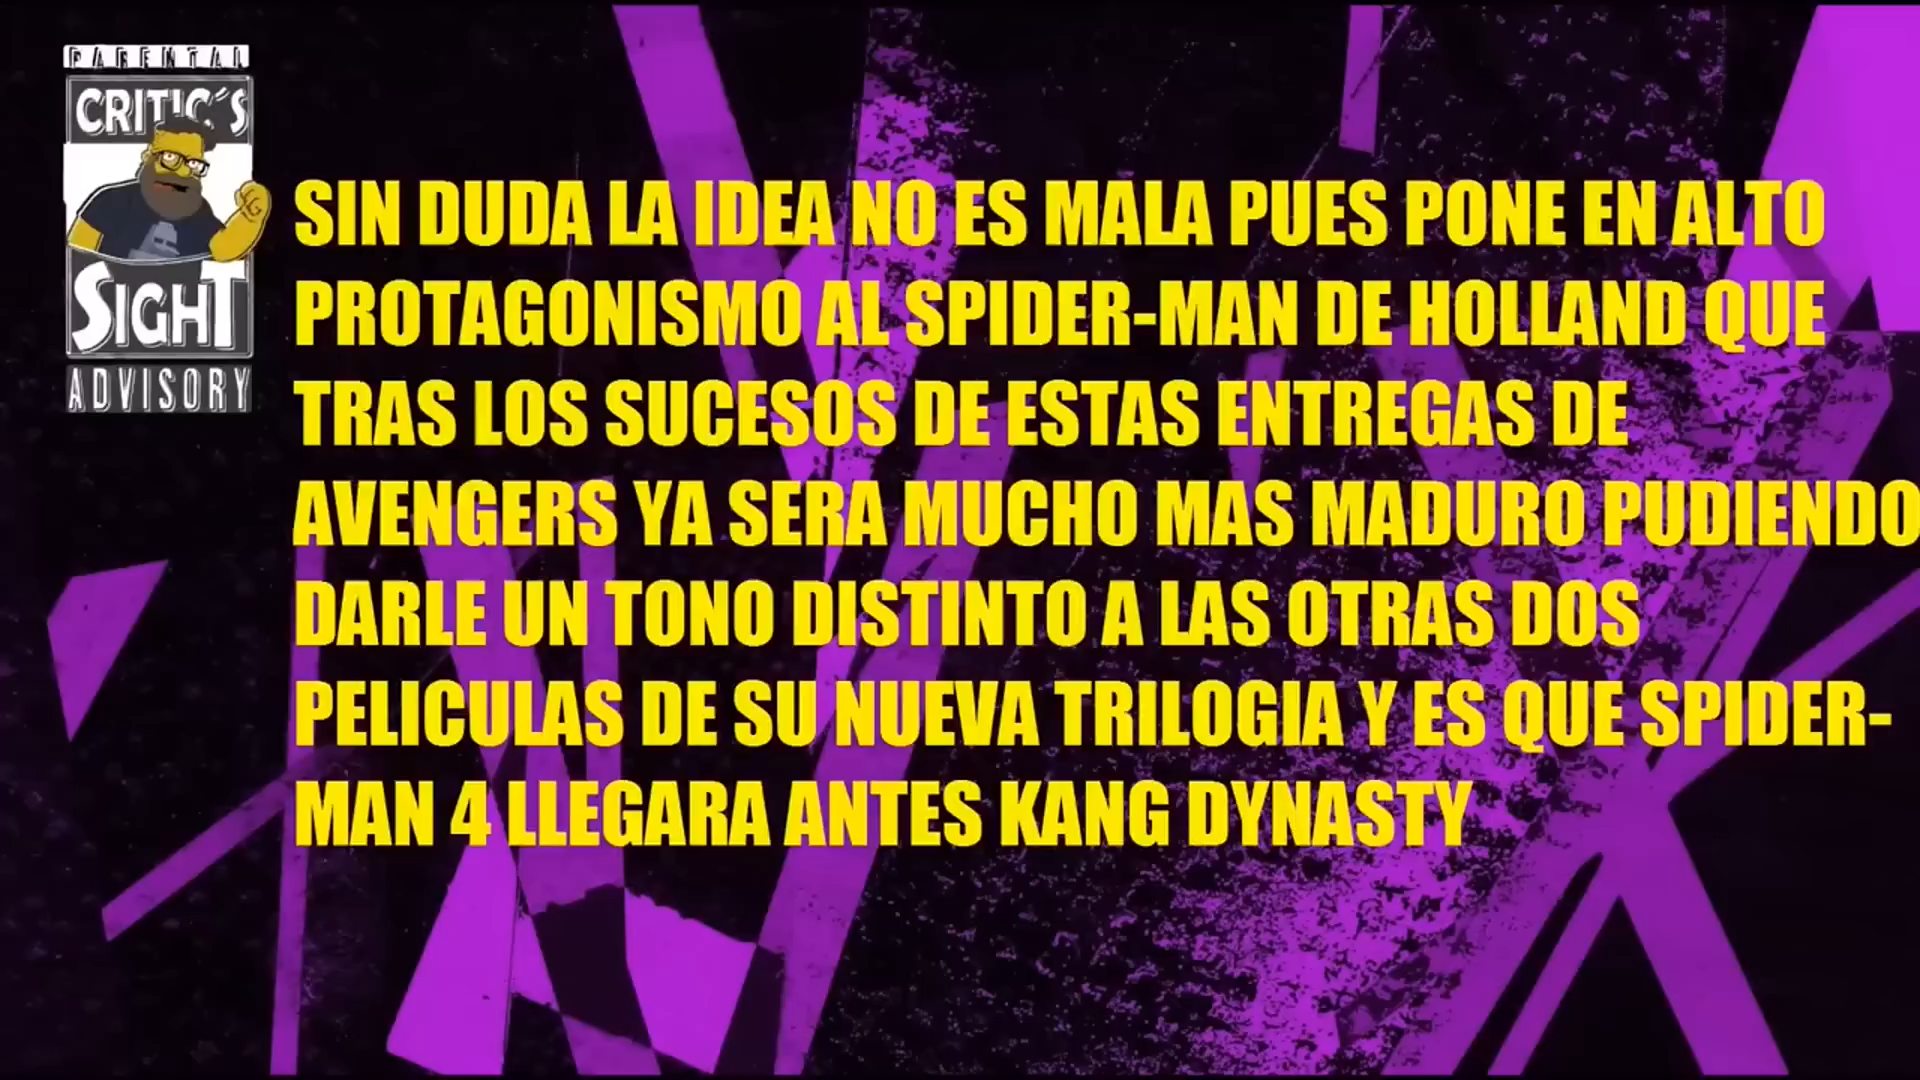 PARENTAL
CRITIC´S
SIGHT
ADVISORY
SIN DUDA LA IDEA NO ES MALA PUES PONE EN ALTO
PROTAGONISMO AL SPIDER-MAN DE HOLLAND QUE
TRAS LOS SUCESOS DE ESTAS ENTREGAS DE
AVENGERS YA SERA MUCHO MAS MADURO PUDIENDO
DARLE UN TONO DISTINTO A LAS OTRAS DOS
PELICULAS DE SU NUEVA TRILOGIA Y ES QUE SPIDER-
MAN 4 LLEGARA ANTES KANG DYNASTY